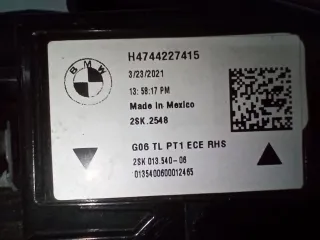 BMW
H4744227415
3/23/2021
13:58:17 PM
Made in Mexico
2SK.2548
G06 TL PT1 ECE RHS
2SK 013.540-06
0135400600012465